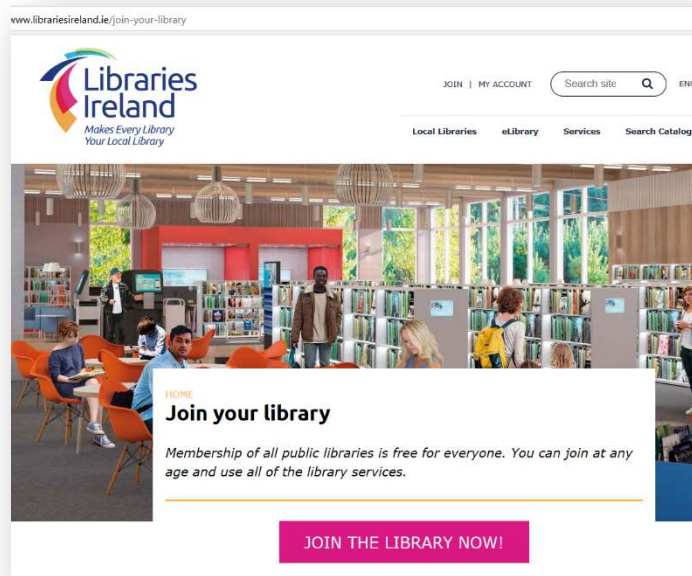 www.librariesireland.ie/join-your-library
Libraries
Ireland
Makes Every Library
Your Local Library
JOIN | MY ACCOUNT
Search site
ENG
Local Libraries eLibrary Services Search Catalog
HOME
Join your library
Membership of all public libraries is free for everyone. You can join at any
age and use all of the library services.
JOIN THE LIBRARY NOW!